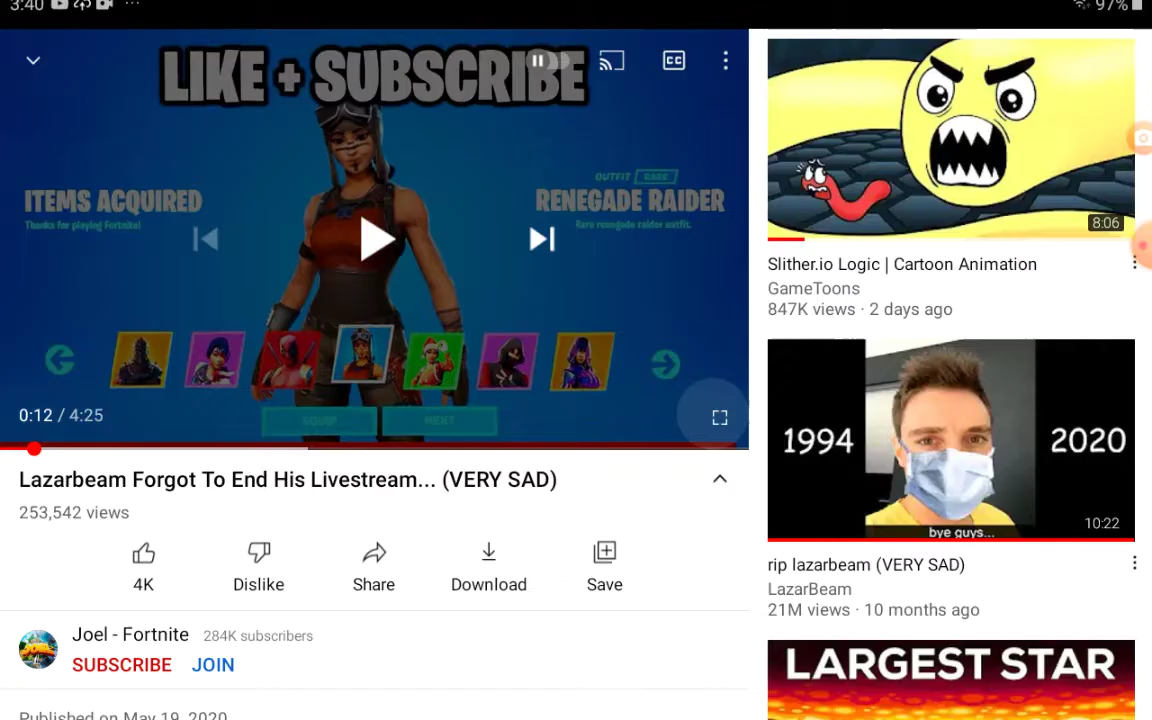 3:40
97%
LIKE + SUBSCRIBE
CC
ITEMS ACQUIRED
Thanks for playing Fortnite!
OUTFIT RARE
RENEGADE RAIDER
Rare renegade raider outfit.
EQUIP NEXT
0:12 / 4:25
Lazarbeam Forgot To End His Livestream... (VERY SAD)
253,542 views
4K Dislike Share Download Save
Joel - Fortnite 284K subscribers
SUBSCRIBE JOIN
Published on May 19, 2020
8:06
Slither.io Logic | Cartoon Animation
GameToons
847K views · 2 days ago
1994 2020
bye guys...
10:22
rip lazarbeam (VERY SAD)
LazarBeam
21M views · 10 months ago
LARGEST STAR